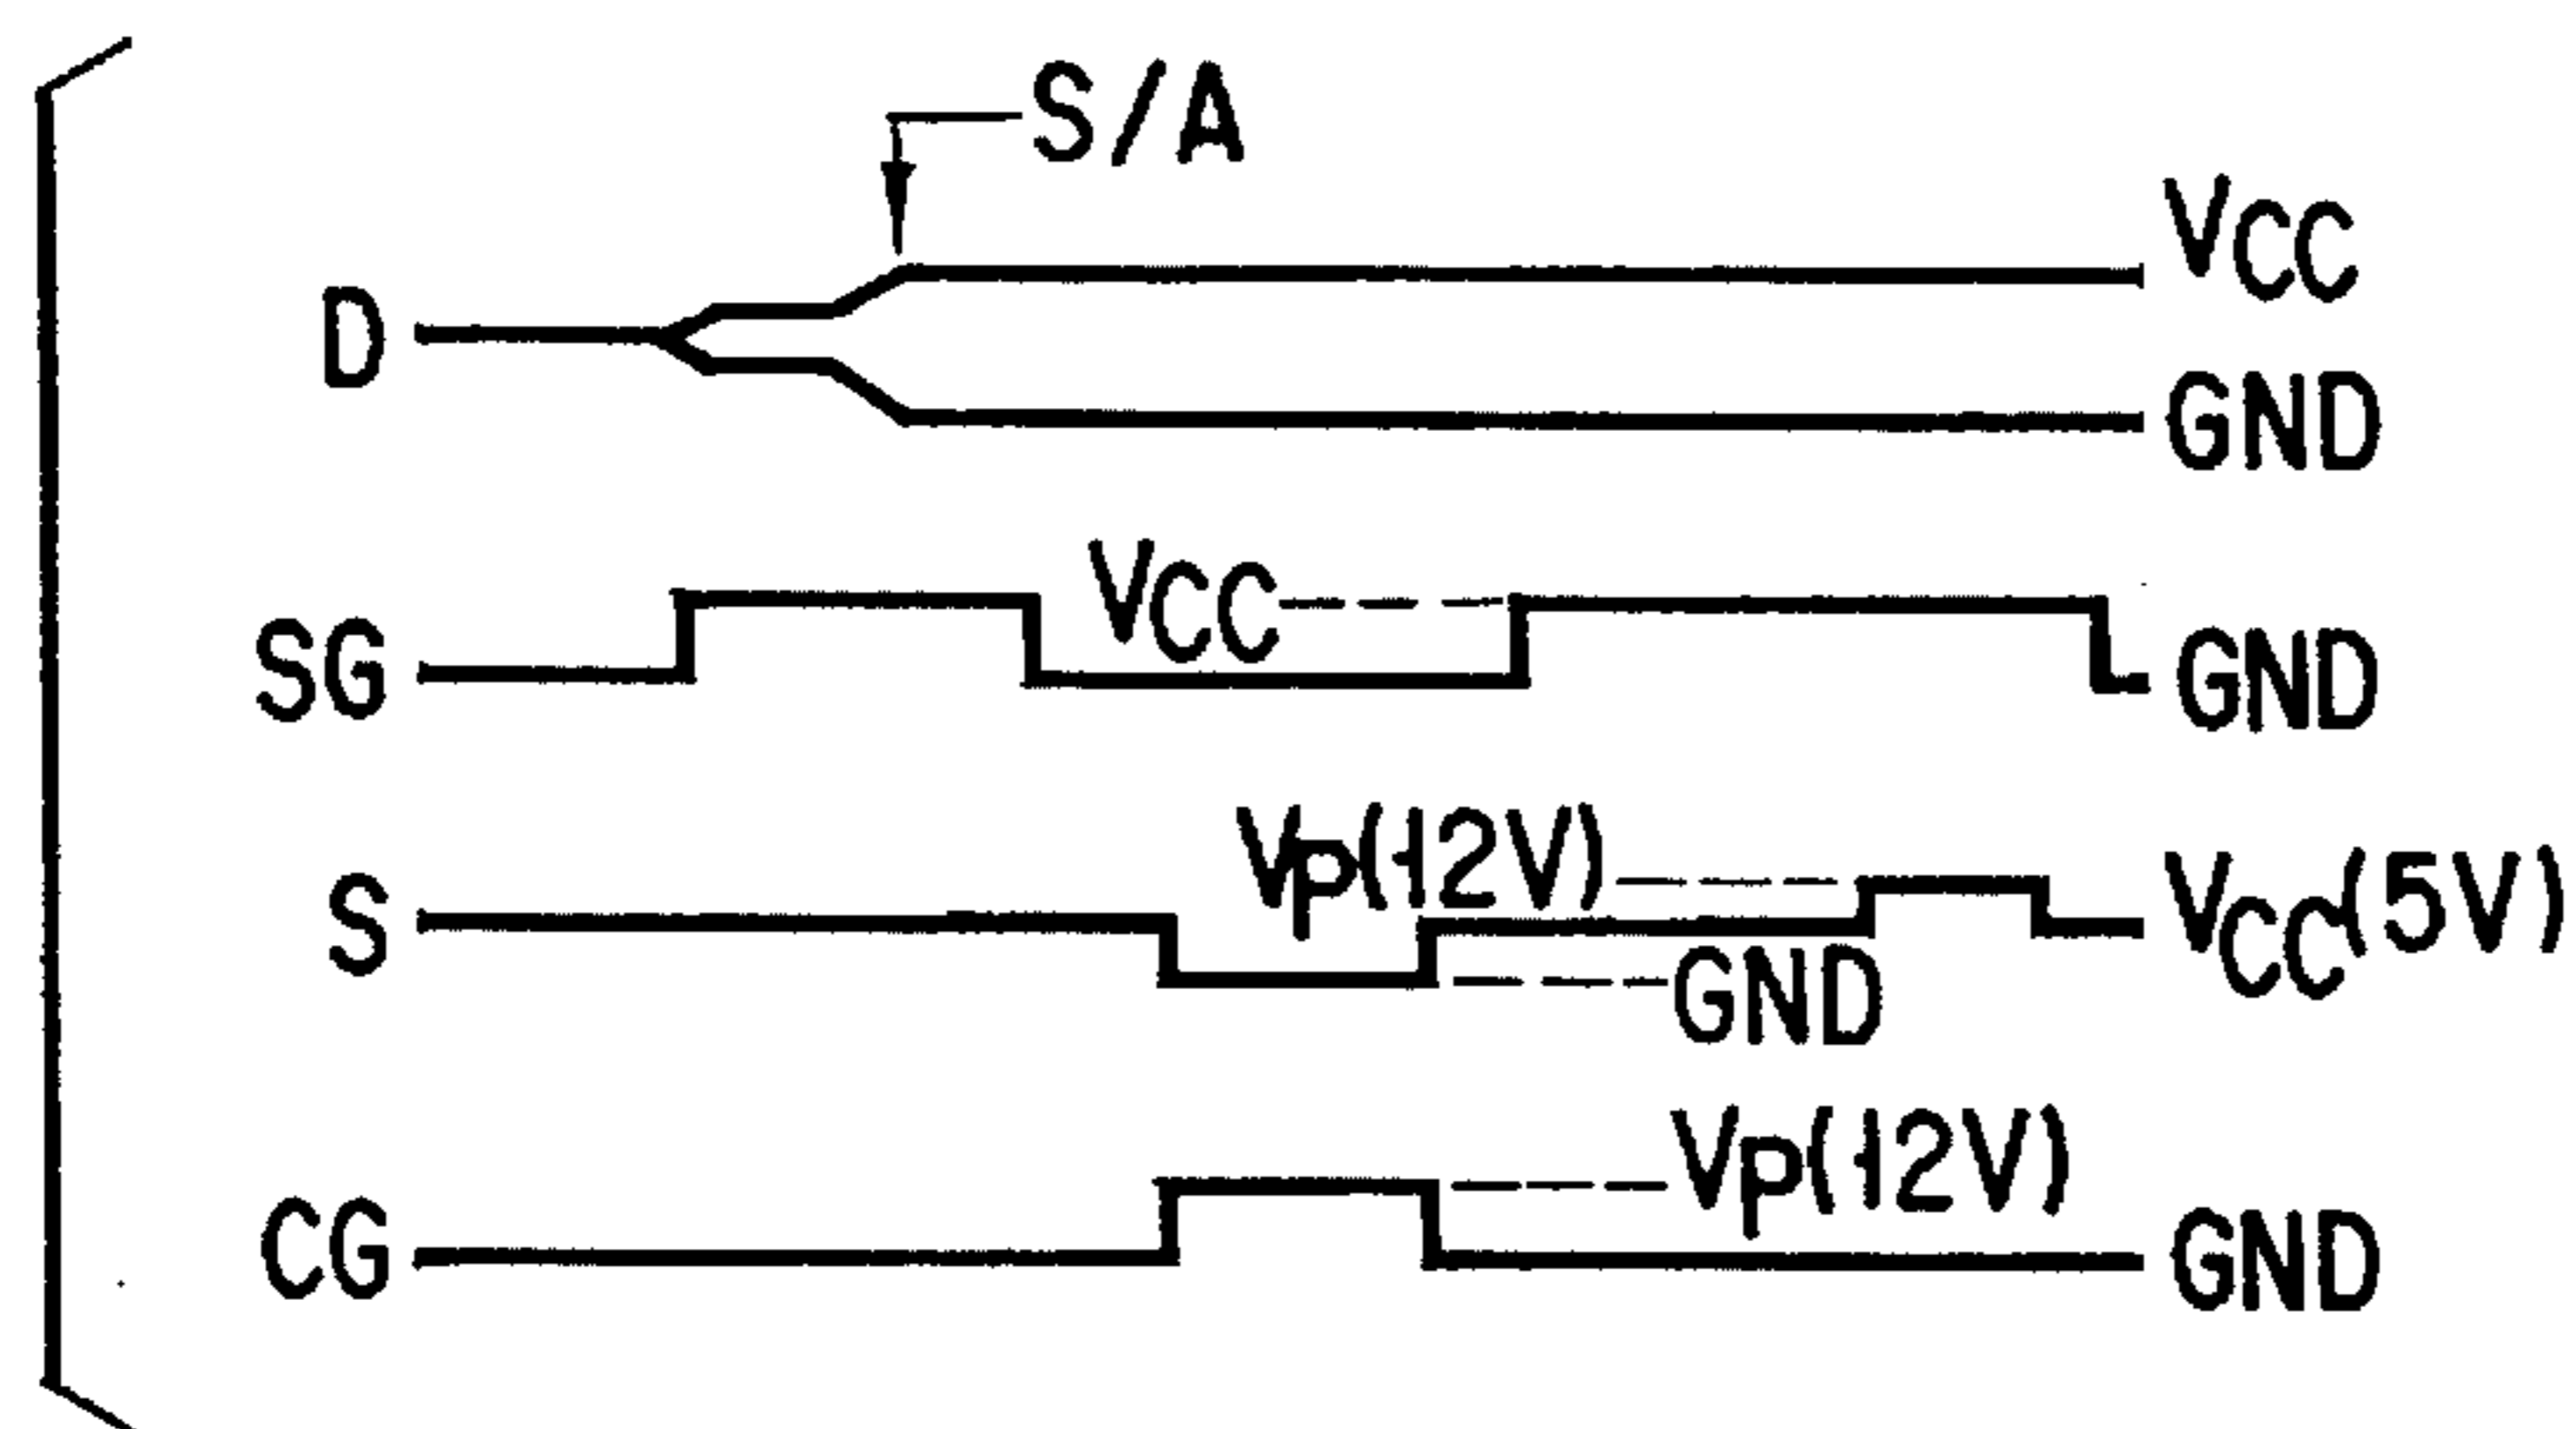 S/A
VCC
D
GND
VCC
SG
GND
VP(12V)
S
VCC(5V)
GND
VP(12V)
CG
GND